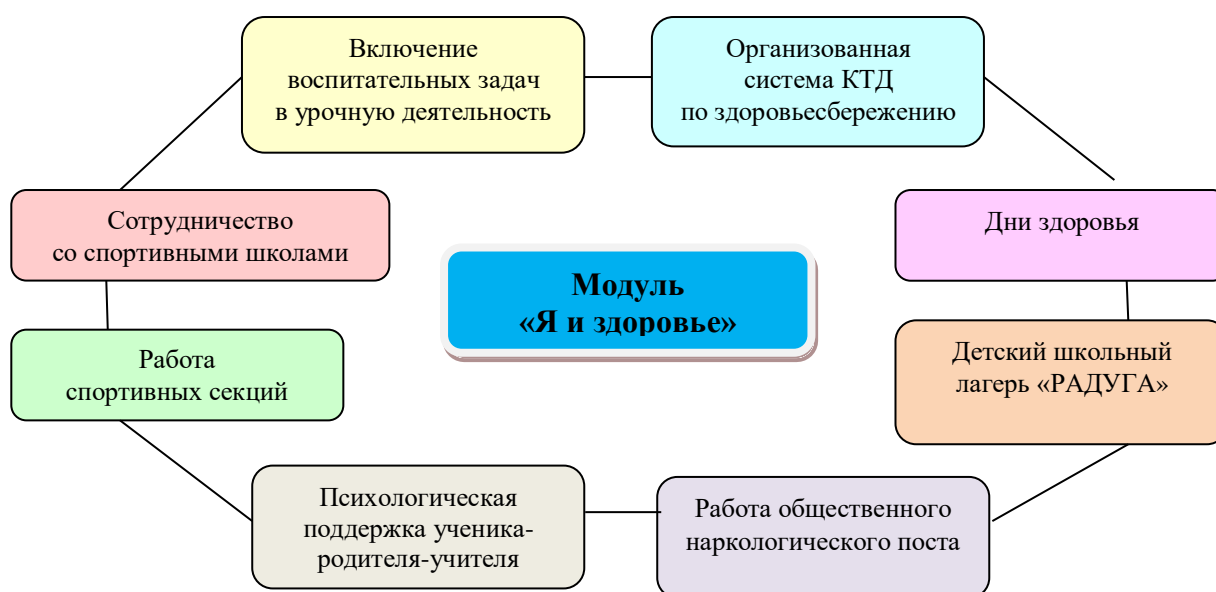 Включение
воспитательных задач
в урочную деятельность
Организованная
система КТД
по здоровьесбережению
Сотрудничество
со спортивными школами
Дни здоровья
Модуль
«Я и здоровье»
Работа
спортивных секций
Детский школьный
лагерь «РАДУГА»
Психологическая
поддержка ученика-
родителя-учителя
Работа общественного
наркологического поста